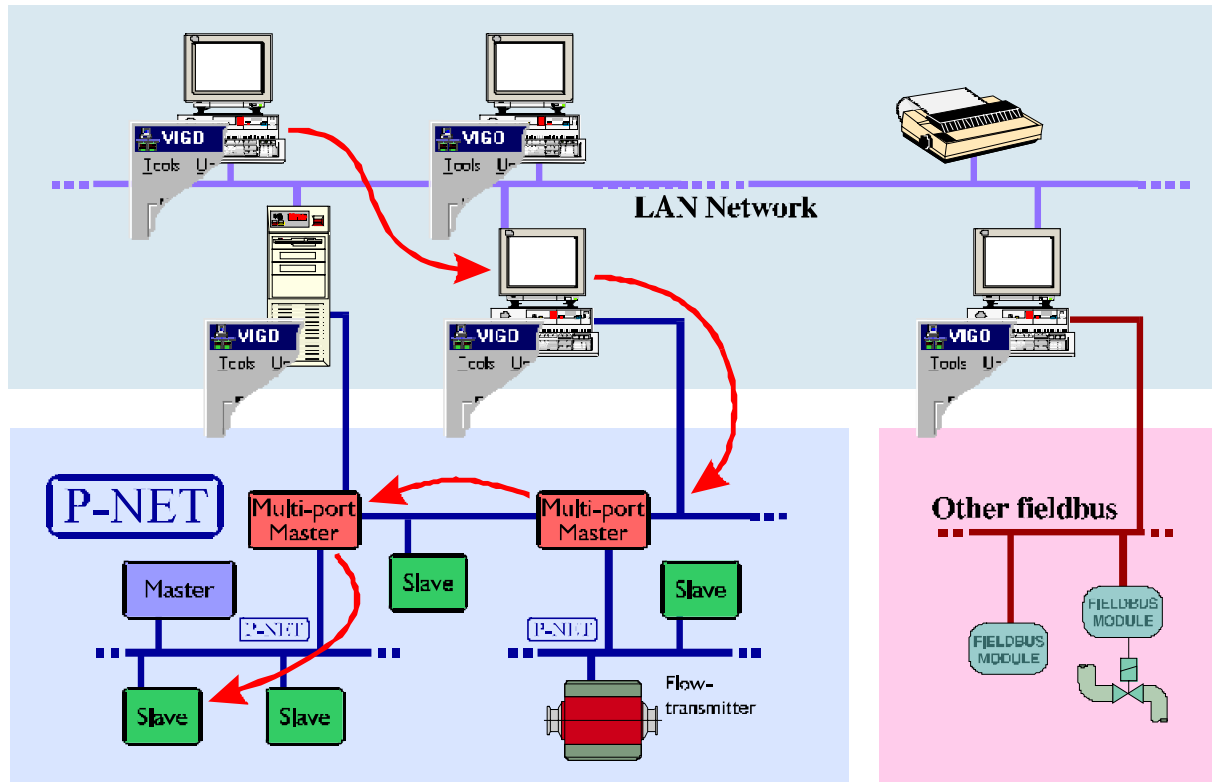 VIGO
Tools
VIGO
Tools
LAN Network
VIGO
Tools
VIGO
Tools
VIGO
Tools
P-NET
Multi-port
Master
Multi-port
Master
Other fieldbus
Master
Slave
Slave
P-NET
P-NET
FIELDBUS
MODULE
FIELDBUS
MODULE
Slave
Slave
Flow-
transmitter